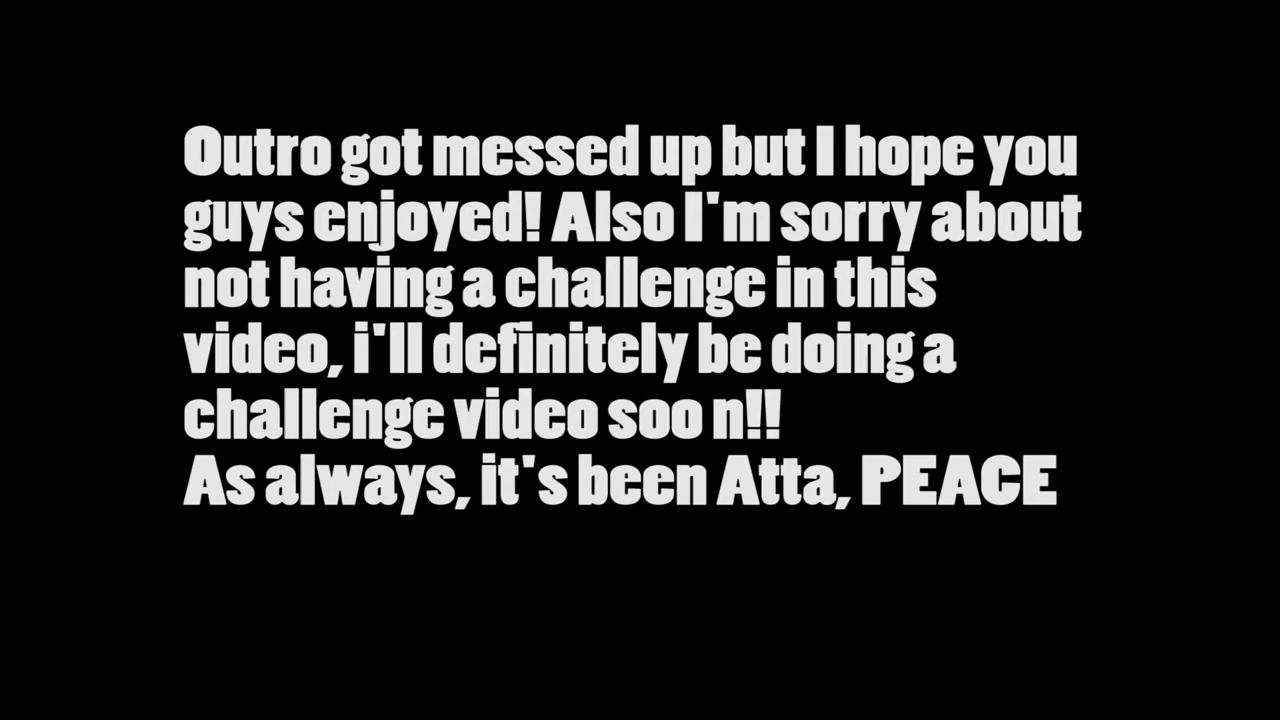 Outro got messed up but I hope you
guys enjoyed! Also I'm sorry about
not having a challenge in this
video, i'll definitely be doing a
challenge video soo n!!
As always, it's been Atta, PEACE